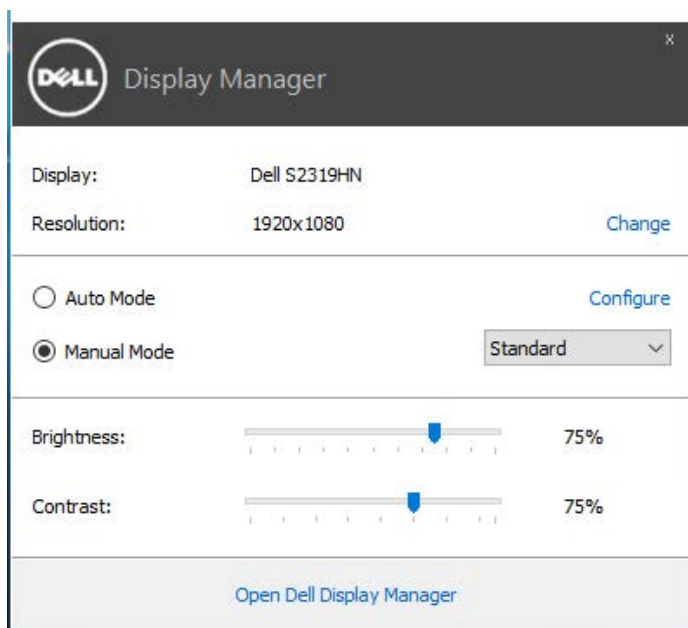 x
DELL Display Manager
Display: Dell S2319HN
Resolution: 1920x1080 Change
Auto Mode Configure
Manual Mode Standard
Brightness: 75%
Contrast: 75%
Open Dell Display Manager